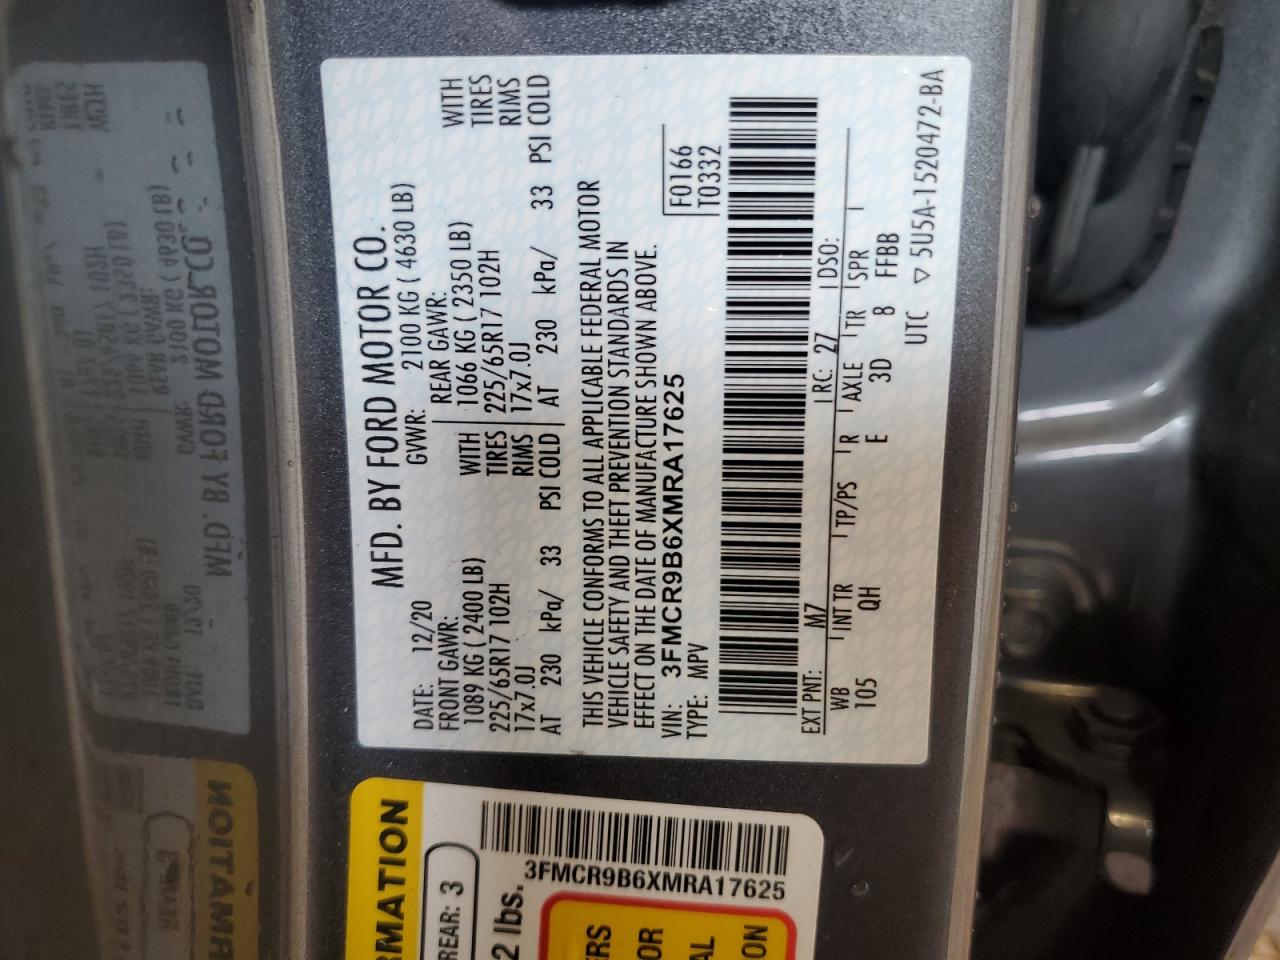 MFD. BY FORD MOTOR CO.
DATE: 12/20 GVWR: 2100 KG ( 4630 LB)
FRONT GAWR: REAR GAWR:
1089 KG ( 2400 LB) WITH 1066 KG ( 2350 LB) WITH
225/65R17 102H TIRES 225/65R17 102H TIRES
17x7.0J RIMS 17x7.0J RIMS
AT 230 kPa/ 33 PSI COLD AT 230 kPa/ 33 PSI COLD
THIS VEHICLE CONFORMS TO ALL APPLICABLE FEDERAL MOTOR
VEHICLE SAFETY AND THEFT PREVENTION STANDARDS IN
EFFECT ON THE DATE OF MANUFACTURE SHOWN ABOVE.
VIN: 3FMCR9B6XMRA17625 F0166
TYPE: MPV T0332
EXT PNT: M7 RC: 27 DSO:
WB INT TR TP/PS R AXLE TR SPR
105 QH E 3D 8 FFBB
UTC ▽ 5U5A-1520472-BA
RMATION
REAR: 3
2 lbs.
3FMCR9B6XMRA17625
ERS
OR
AL
ON